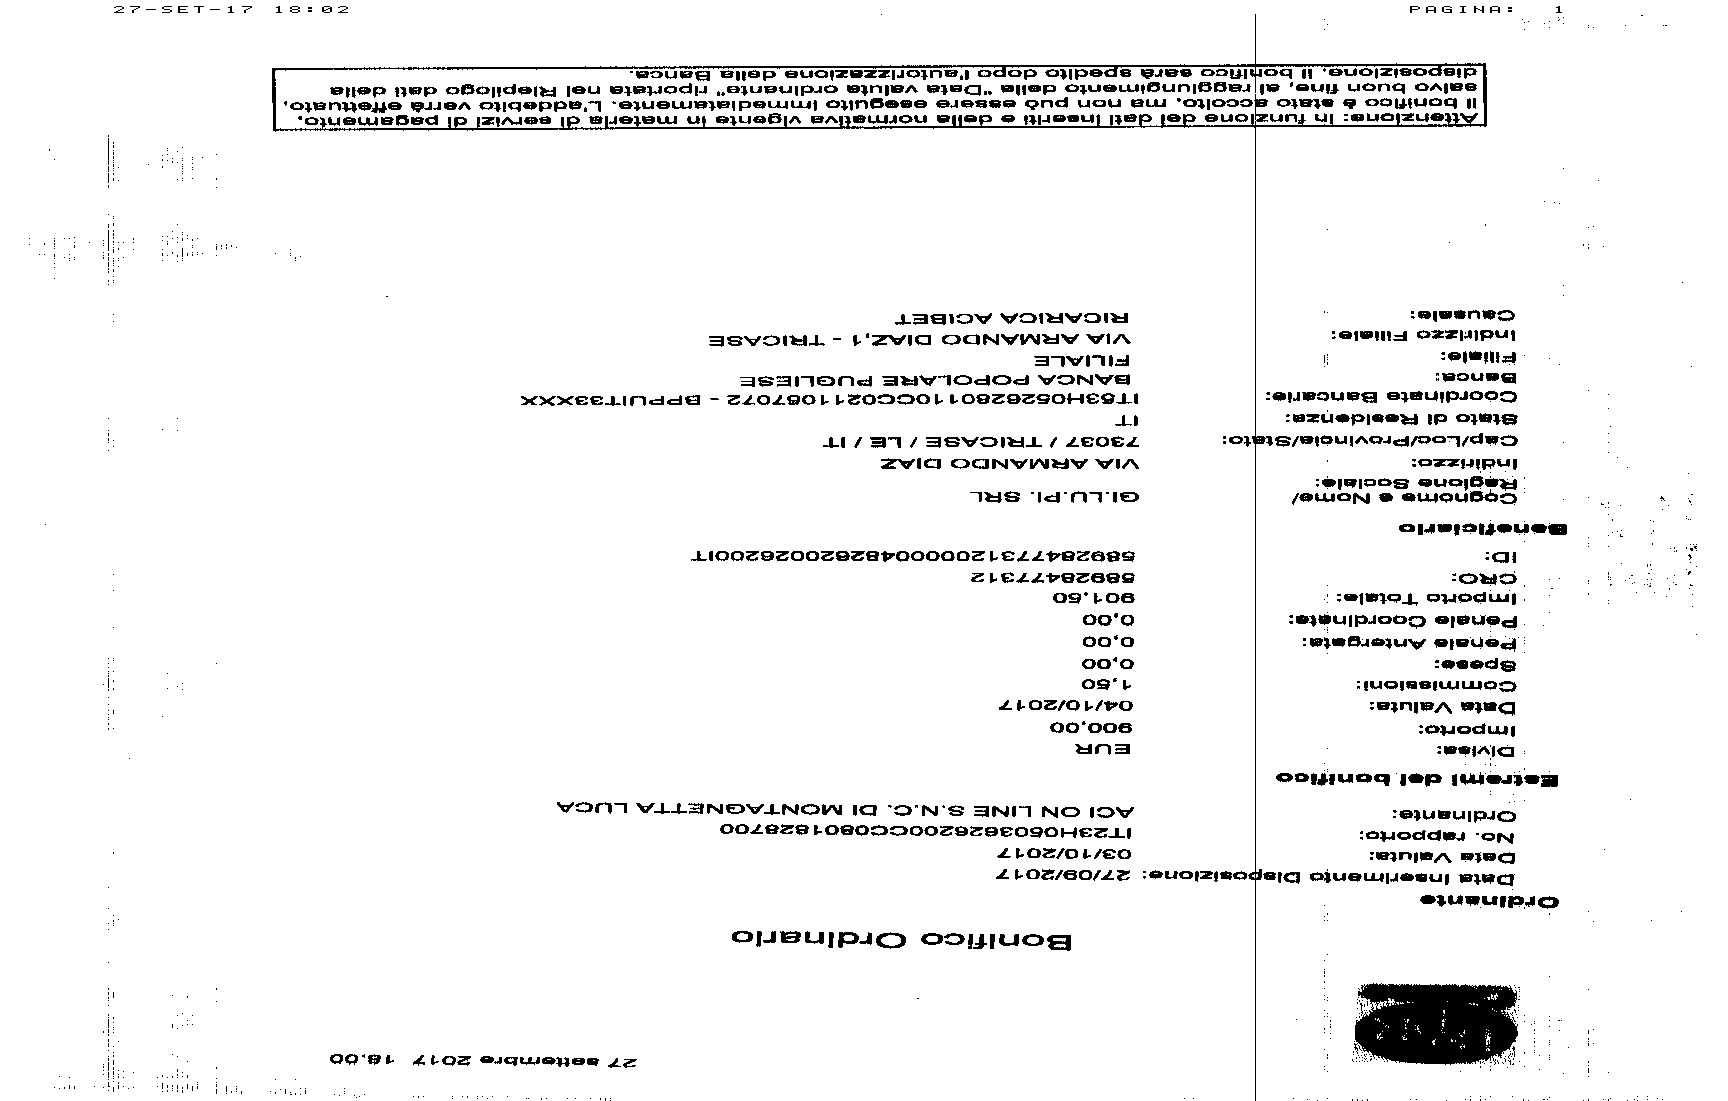 27-SET-17 18:02 PAGINA: 1
27 settembre 2017 18.00
Bonifico Ordinario
Ordinante
Data Inserimento Disposizione: 27/09/2017
Data Valuta: 03/10/2017
No. rapporto: IT23H0503626200CC0801828700
Ordinante: ACI ON LINE S.N.C. DI MONTAGNETTA LUCA
Estremi del bonifico
Divisa: EUR
Importo: 900,00
Data Valuta: 04/10/2017
Commissioni: 1,50
Spese: 0,00
Penale Antergata: 0,00
Penale Coordinate: 0,00
Importo Totale: 901,50
CRO: 58928477312
ID: 5892847731200000482620026200IT
Beneficiario
Cognome e Nome/ GI.LU.PI. SRL
Ragione Sociale:
Indirizzo: VIA ARMANDO DIAZ
Cap/Loc/Provincia/Stato: 73037 / TRICASE / LE / IT
Stato di Residenza: IT
Coordinate Bancarie: IT53H0526280110CC0211057072 - BPPUIT33XXX
Banca: BANCA POPOLARE PUGLIESE
Filiale: FILIALE
Indirizzo Filiale: VIA ARMANDO DIAZ,1 - TRICASE
Causale: RICARICA ACIBET
Attenzione: in funzione dei dati inseriti e della normativa vigente in materia di servizi di pagamento,
il bonifico è stato accolto, ma non può essere eseguito immediatamente. L'addebito verrà effettuato,
salvo buon fine, al raggiungimento della "Data valuta ordinante" riportata nel Riepilogo dati della
disposizione. Il bonifico sarà spedito dopo l'autorizzazione della Banca.